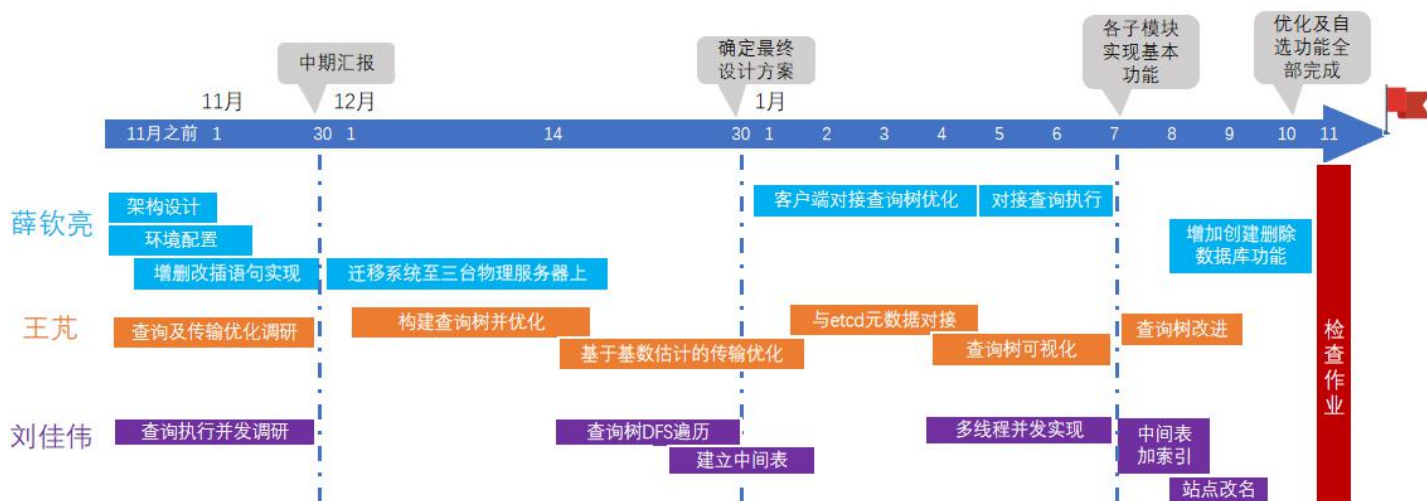 中期汇报
确定最终
设计方案
各子模块
实现基本
功能
优化及自
选功能全
部完成
11月 12月 1月
11月之前 1 30 1 14 30 1 2 3 4 5 6 7 8 9 10 11
薛钦亮
架构设计
环境配置
增删改插语句实现
迁移系统至三台物理服务器上
客户端对接查询树优化
对接查询执行
增加创建删除
数据库功能
王芃
查询及传输优化调研
构建查询树并优化
基于基数估计的传输优化
与etcd元数据对接
查询树可视化
查询树改进
刘佳伟
查询执行并发调研
查询树DFS遍历
建立中间表
多线程并发实现
中间表
加索引
站点改名
检查作业